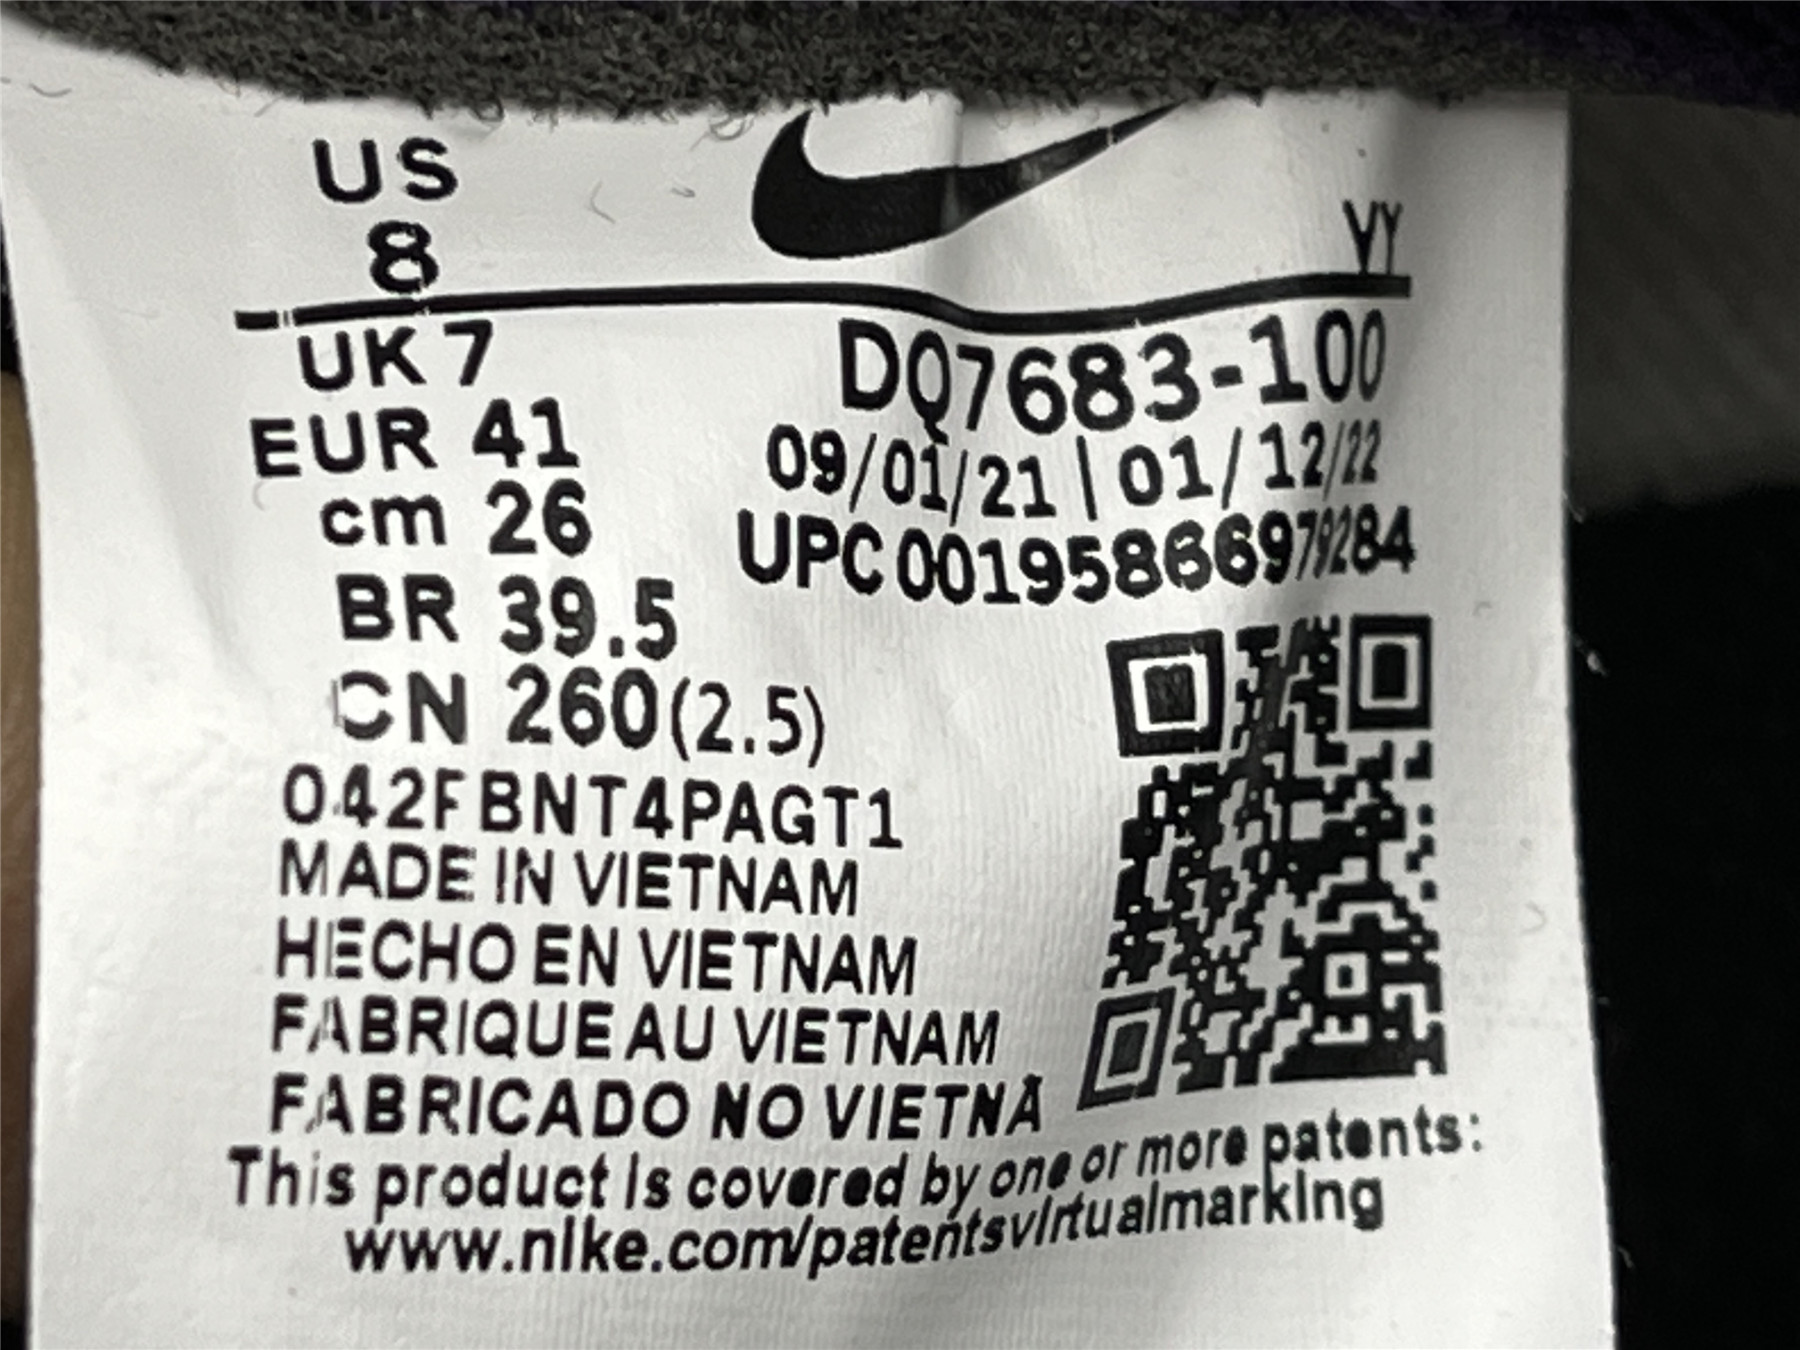 US
8
VY
UK 7
DQ7683-100
EUR 41
09/01/21 | 01/12/22
cm 26
UPC 00195866979284
BR 39.5
CN 260(2.5)
042FBNT4PAGT1
MADE IN VIETNAM
HECHO EN VIETNAM
FABRIQUE AU VIETNAM
FABRICADO NO VIETNÃ
This product is covered by one or more patents:
www.nike.com/patentsvirtualmarking